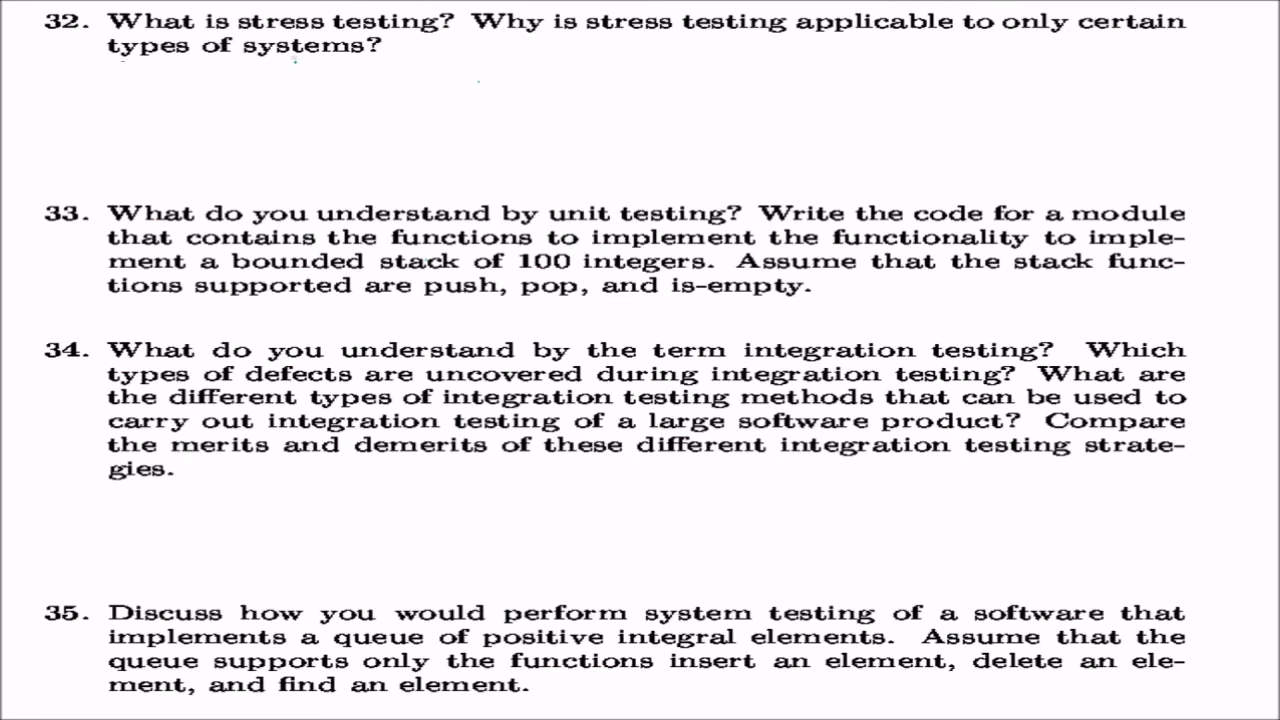 32. What is stress testing? Why is stress testing applicable to only certain
types of systems?
33. What do you understand by unit testing? Write the code for a module
that contains the functions to implement the functionality to imple-
ment a bounded stack of 100 integers. Assume that the stack func-
tions supported are push, pop, and is-empty.
34. What do you understand by the term integration testing? Which
types of defects are uncovered during integration testing? What are
the different types of integration testing methods that can be used to
carry out integration testing of a large software product? Compare
the merits and demerits of these different integration testing strate-
gies.
35. Discuss how you would perform system testing of a software that
implements a queue of positive integral elements. Assume that the
queue supports only the functions insert an element, delete an ele-
ment, and find an element.